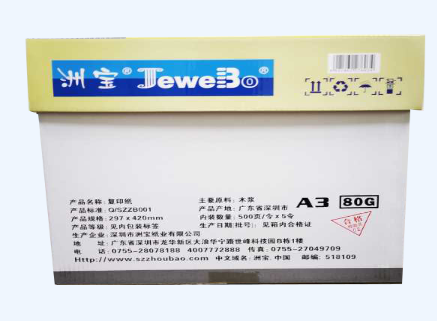 洲宝® JeweBo®
产品名称: 复印纸 主要原料: 木浆
产品标准: Q/SZZB001 产品产地: 广东省深圳市
产品规格: 297×420mm 内装数量: 500页/令×5令
产品等级: 见内包装标签 生产日期(批号): 见箱内合格证
A3 80G
合格
生产企业: 深圳市洲宝纸业有限公司
地 址: 广东省深圳市龙华新区大浪华宁路世峰科技园B栋1楼
电 话: 0755-28078188 4007772888 传真: 0755-27049709
Http://www.szzhoubao.com 中文域名: 洲宝.中国 邮编: 518109